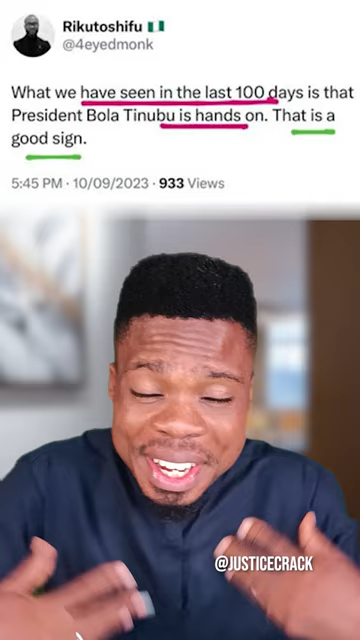 Rikutoshifu 🇳🇬
@4eyedmonk
What we have seen in the last 100 days is that
President Bola Tinubu is hands on. That is a
good sign.
5:45 PM · 10/09/2023 · 933 Views
@JUSTICECRACK